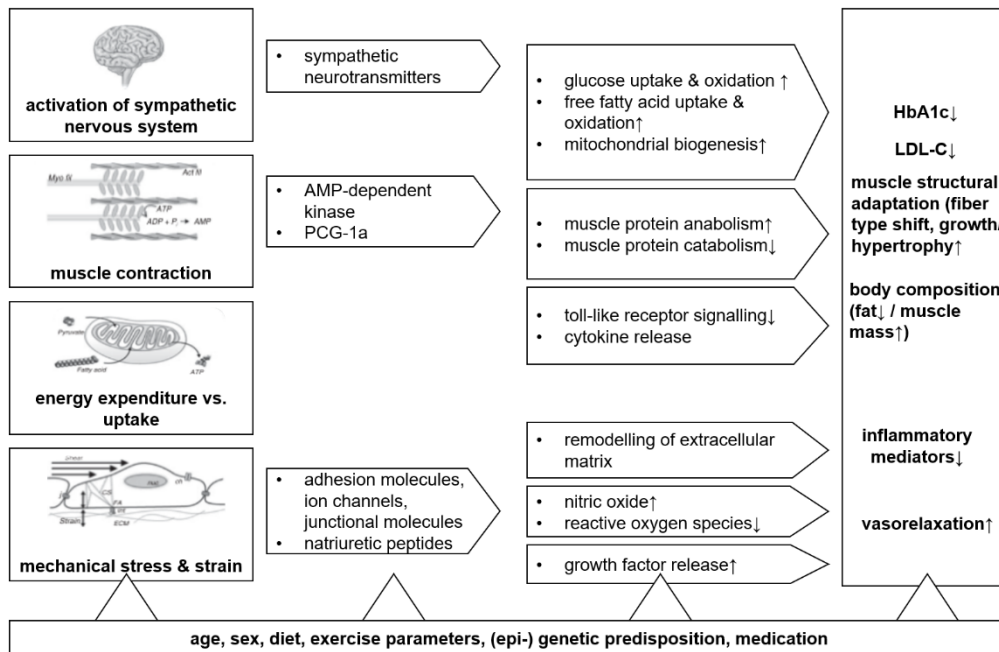 activation of sympathetic
nervous system
• sympathetic
neurotransmitters
• glucose uptake & oxidation ↑
• free fatty acid uptake &
oxidation↑
• mitochondrial biogenesis↑
Myo fil
Act fil
ATP
ADP + Pi → AMP
muscle contraction
• AMP-dependent
kinase
• PCG-1a
• muscle protein anabolism↑
• muscle protein catabolism↓
• toll-like receptor signalling↓
• cytokine release
Pyruvate
Fatty acid
ATP
energy expenditure vs.
uptake
Strain
CS
FA
ECM
mechanical stress & strain
• adhesion molecules,
ion channels,
junctional molecules
• natriuretic peptides
• remodelling of extracellular
matrix
• nitric oxide↑
• reactive oxygen species↓
• growth factor release↑
HbA1c↓
LDL-C↓
muscle structural
adaptation (fiber
type shift, growth/
hypertrophy↑
body composition
(fat↓ / muscle
mass↑)
inflammatory
mediators↓
vasorelaxation↑
age, sex, diet, exercise parameters, (epi-) genetic predisposition, medication